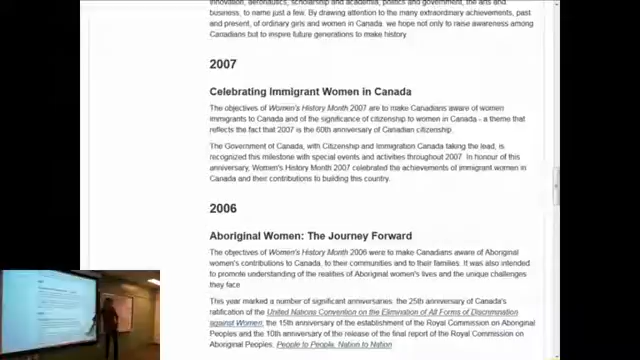 innovation, aeronautics, scholarship and academia, politics and government, the arts and
business, to name just a few. By drawing attention to the many extraordinary achievements, past
and present, of ordinary girls and women in Canada, we hope not only to raise awareness among
Canadians but to inspire future generations to make history.
2007
Celebrating Immigrant Women in Canada
The objectives of Women's History Month 2007 are to make Canadians aware of women
immigrants to Canada and of the significance of citizenship to women in Canada - a theme that
reflects the fact that 2007 is the 60th anniversary of Canadian citizenship.
The Government of Canada, with Citizenship and Immigration Canada taking the lead, is
recognized this milestone with special events and activities throughout 2007. In honour of this
anniversary, Women's History Month 2007 celebrated the achievements of immigrant women in
Canada and their contributions to building this country.
2006
Aboriginal Women: The Journey Forward
The objectives of Women's History Month 2006 were to make Canadians aware of Aboriginal
women's contributions to Canada, to their communities and to their families. It was also intended
to promote understanding of the realities of Aboriginal women's lives and the unique challenges
they face
This year marked a number of significant anniversaries: the 25th anniversary of Canada's
ratification of the United Nations Convention on the Elimination of All Forms of Discrimination
against Women; the 15th anniversary of the establishment of the Royal Commission on Aboriginal
Peoples and the 10th anniversary of the release of the final report of the Royal Commission on
Aboriginal Peoples, People to People, Nation to Nation